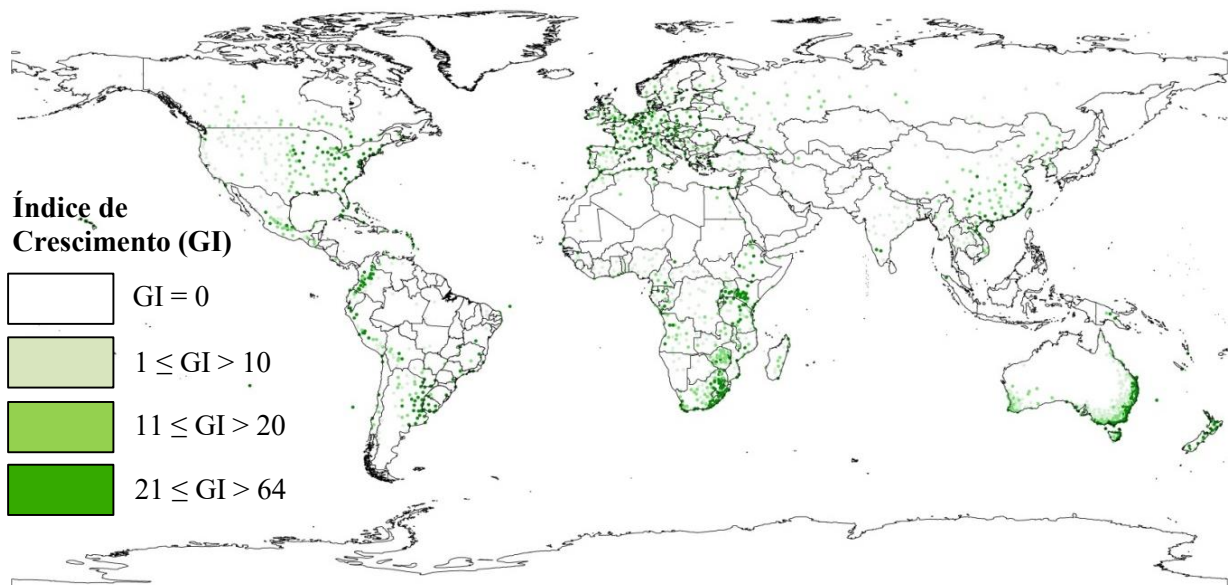 Índice de
Crescimento (GI)
GI = 0
1 ≤ GI > 10
11 ≤ GI > 20
21 ≤ GI > 64